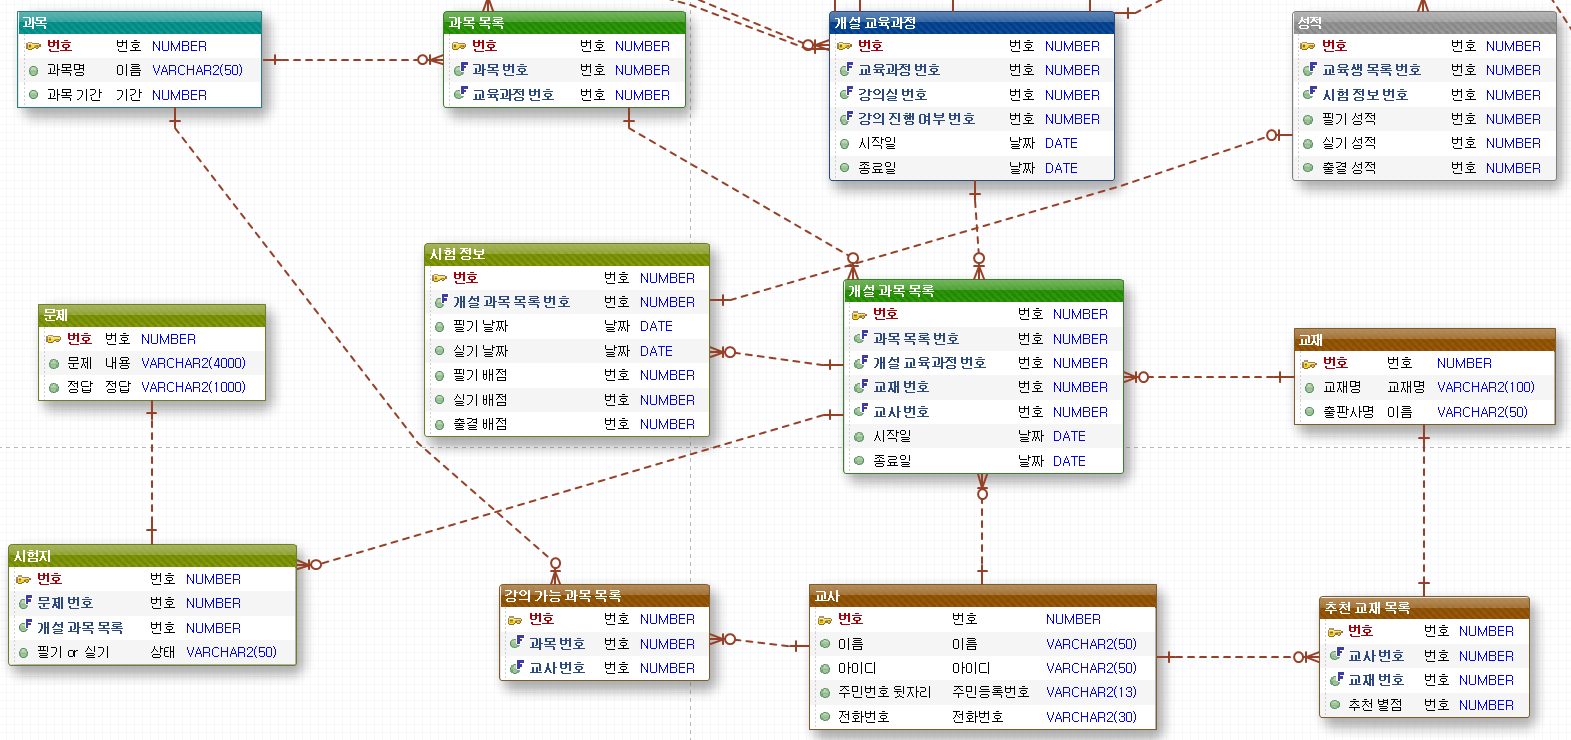 과목
번호 번호 NUMBER
과목명 이름 VARCHAR2(50)
과목 기간 기간 NUMBER
과목 목록
번호 번호 NUMBER
과목 번호 번호 NUMBER
교육과정 번호 번호 NUMBER
개설 교육과정
번호 번호 NUMBER
교육과정 번호 번호 NUMBER
강의실 번호 번호 NUMBER
강의 진행 여부 번호 번호 NUMBER
시작일 날짜 DATE
종료일 날짜 DATE
성적
번호 번호 NUMBER
교육생 목록 번호 번호 NUMBER
시험 정보 번호 번호 NUMBER
필기 성적 번호 NUMBER
실기 성적 번호 NUMBER
출결 성적 번호 NUMBER
시험 정보
번호 번호 NUMBER
개설 과목 목록 번호 번호 NUMBER
필기 날짜 날짜 DATE
실기 날짜 날짜 DATE
필기 배점 번호 NUMBER
실기 배점 번호 NUMBER
출결 배점 번호 NUMBER
개설 과목 목록
번호 번호 NUMBER
과목 목록 번호 번호 NUMBER
개설 교육과정 번호 번호 NUMBER
교재 번호 번호 NUMBER
교사 번호 번호 NUMBER
시작일 날짜 DATE
종료일 날짜 DATE
문제
번호 번호 NUMBER
문제 내용 VARCHAR2(4000)
정답 정답 VARCHAR2(1000)
교재
번호 번호 NUMBER
교재명 교재명 VARCHAR2(100)
출판사명 이름 VARCHAR2(50)
시험지
번호 번호 NUMBER
문제 번호 번호 NUMBER
개설 과목 목록 번호 NUMBER
필기 or 실기 상태 VARCHAR2(50)
강의 가능 과목 목록
번호 번호 NUMBER
과목 번호 번호 NUMBER
교사 번호 번호 NUMBER
교사
번호 번호 NUMBER
이름 이름 VARCHAR2(50)
아이디 아이디 VARCHAR2(50)
주민번호 뒷자리 주민등록번호 VARCHAR2(13)
전화번호 전화번호 VARCHAR2(30)
추천 교재 목록
번호 번호 NUMBER
교사 번호 번호 NUMBER
교재 번호 번호 NUMBER
추천 별점 번호 NUMBER